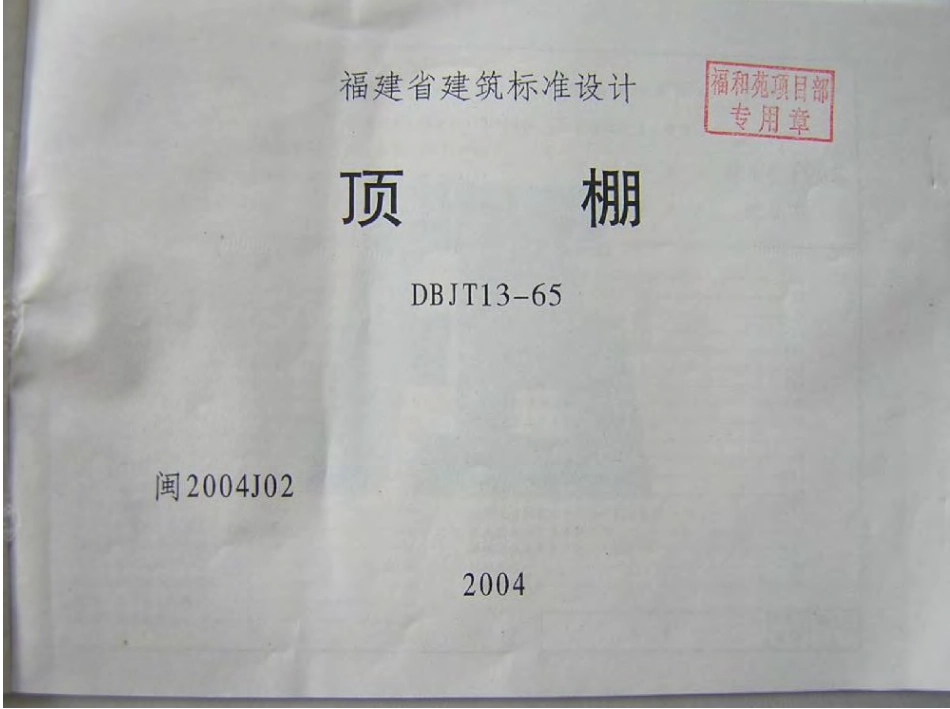 福建省建筑标准设计
福和苑项目部
专用章
顶 棚
DBJT13-65
闽2004J02
2004